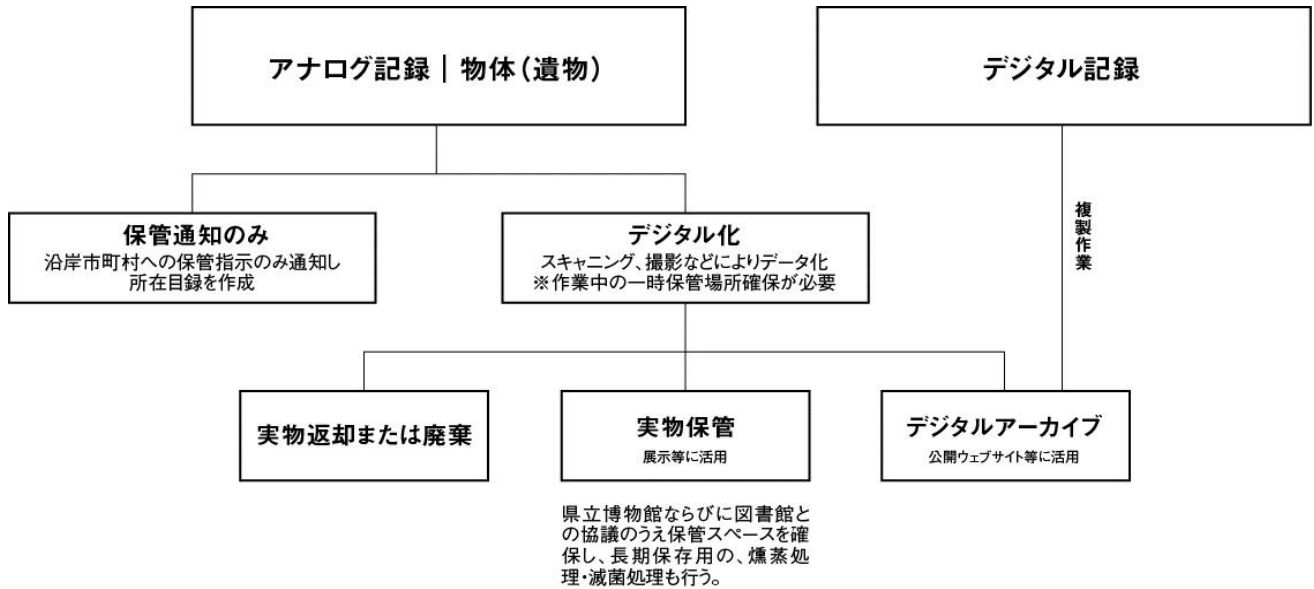 アナログ記録｜物体（遺物）
デジタル記録
保管通知のみ
沿岸市町村への保管指示のみ通知し
所在目録を作成
デジタル化
スキャニング、撮影などによりデータ化
※作業中の一時保管場所確保が必要
複製作業
実物返却または廃棄
実物保管
展示等に活用
デジタルアーカイブ
公開ウェブサイト等に活用
県立博物館ならびに図書館と
の協議のうえ保管スペースを確
保し、長期保存用の、燻蒸処
理・滅菌処理も行う。